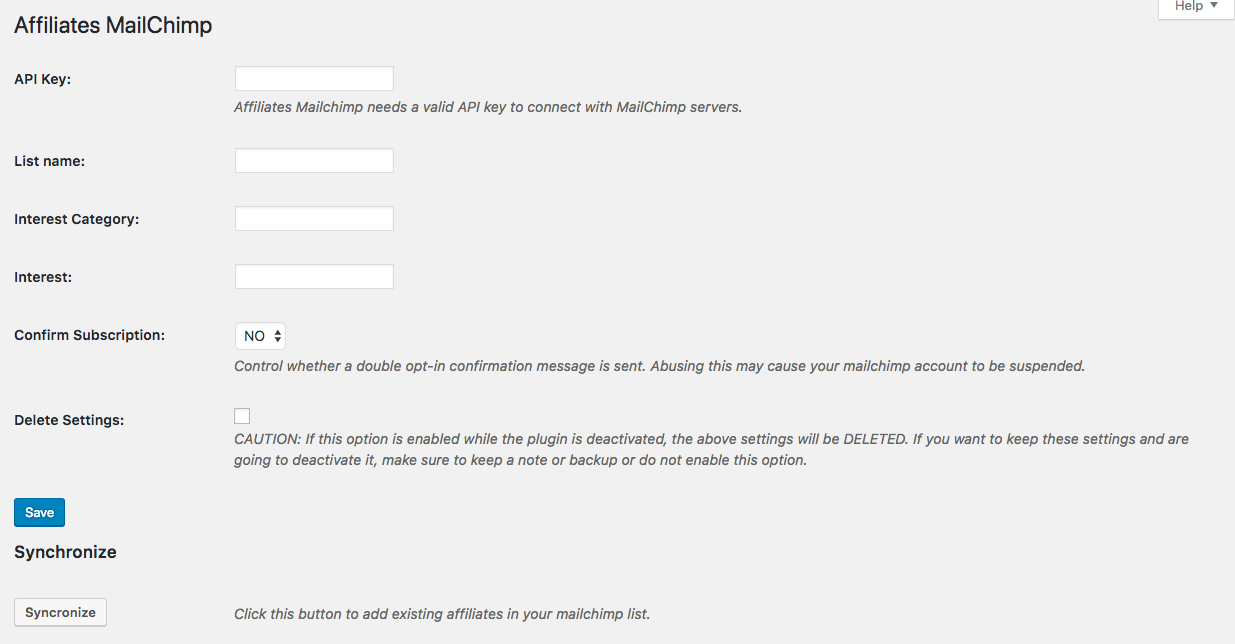 Help ▼
Affiliates MailChimp
API Key:
Affiliates Mailchimp needs a valid API key to connect with MailChimp servers.
List name:
Interest Category:
Interest:
Confirm Subscription:
NO
Control whether a double opt-in confirmation message is sent. Abusing this may cause your mailchimp account to be suspended.
Delete Settings:
CAUTION: If this option is enabled while the plugin is deactivated, the above settings will be DELETED. If you want to keep these settings and are
going to deactivate it, make sure to keep a note or backup or do not enable this option.
Save
Synchronize
Syncronize
Click this button to add existing affiliates in your mailchimp list.